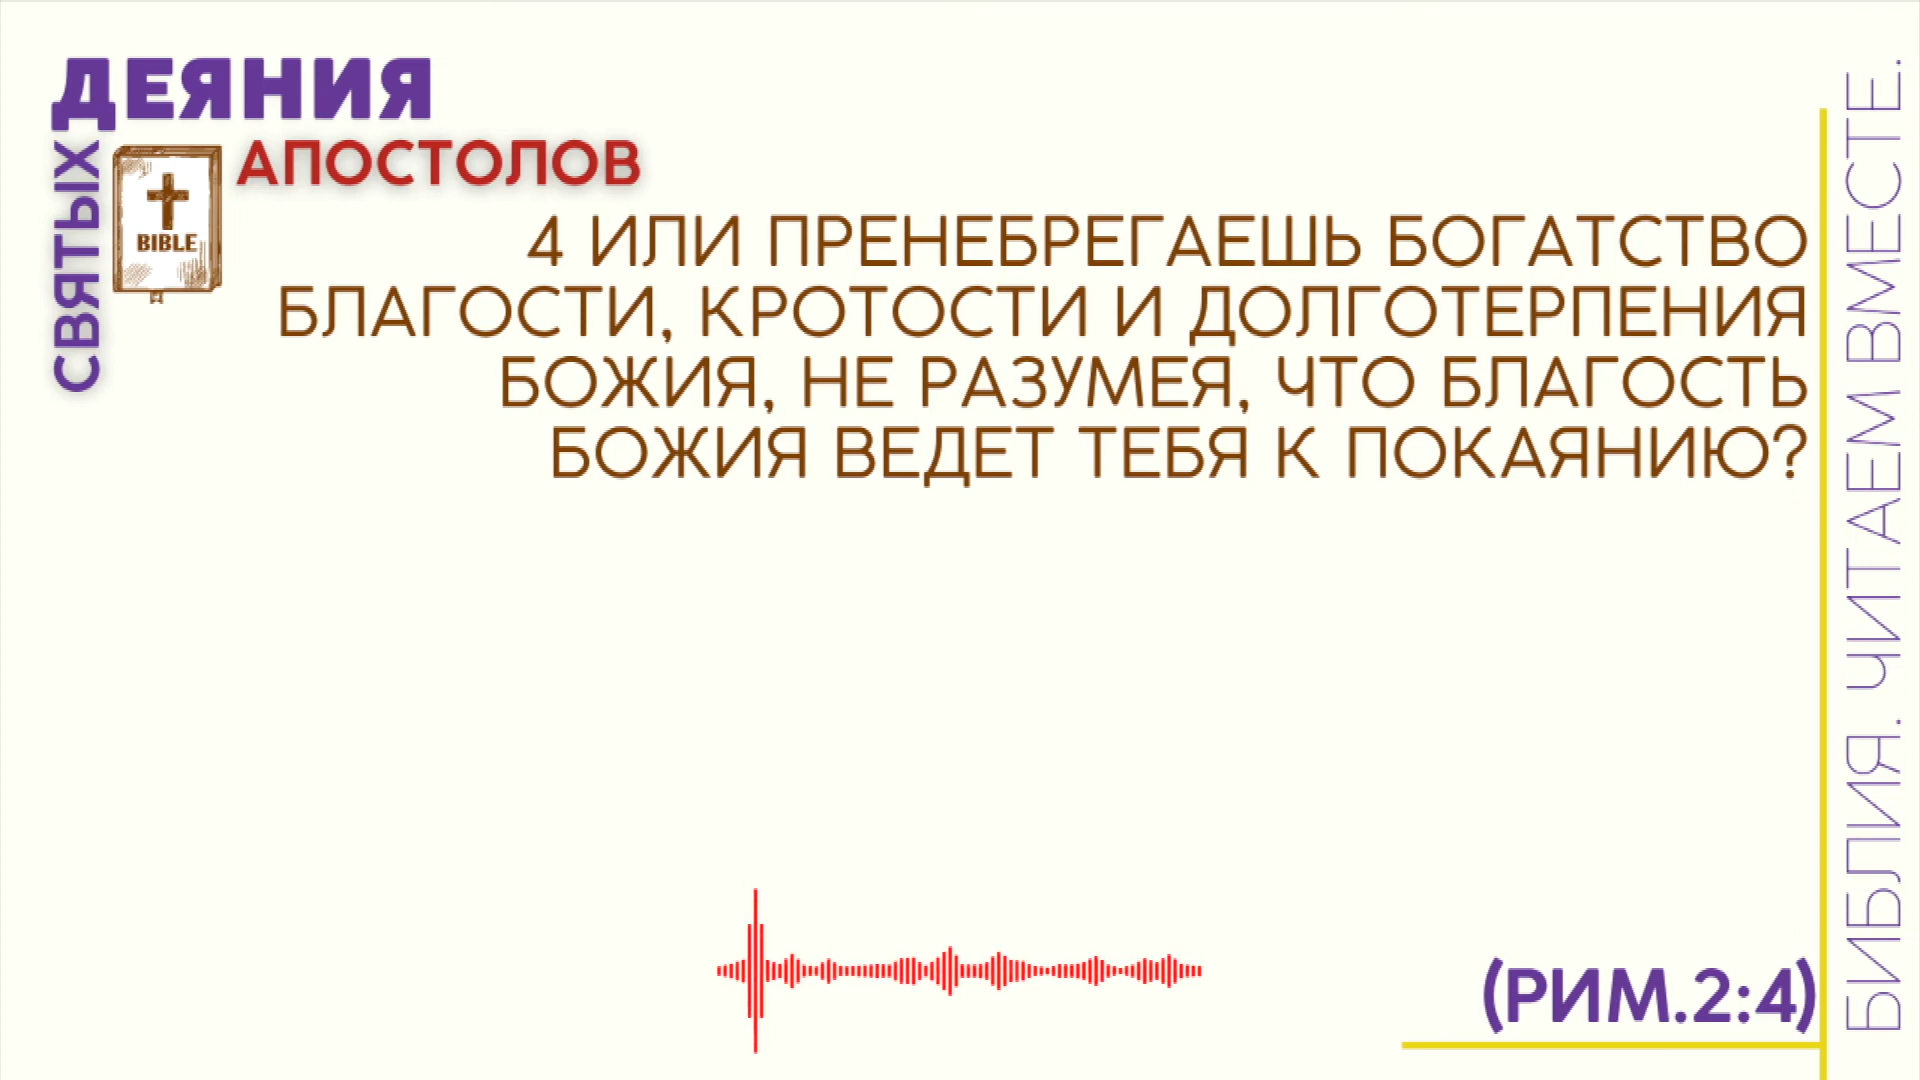 ДЕЯНИЯ
СВЯТЫХ
АПОСТОЛОВ
BIBLE
4 ИЛИ ПРЕНЕБРЕГАЕШЬ БОГАТСТВО
БЛАГОСТИ, КРОТОСТИ И ДОЛГОТЕРПЕНИЯ
БОЖИЯ, НЕ РАЗУМЕЯ, ЧТО БЛАГОСТЬ
БОЖИЯ ВЕДЕТ ТЕБЯ К ПОКАЯНИЮ?
(РИМ.2:4)
БИБЛИЯ. ЧИТАЕМ ВМЕСТЕ.